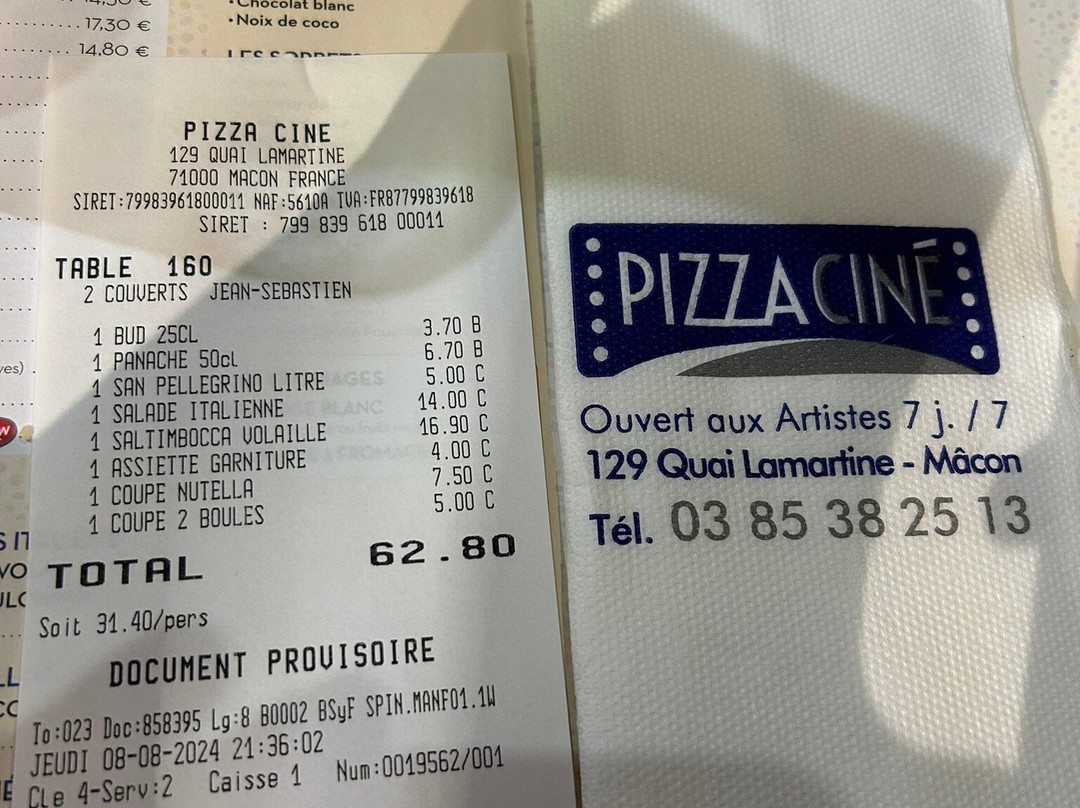 14,30 €
17,30 €
14,80 €
•Chocolat blanc
•Noix de coco
LES SORBETS
PIZZA CINE
129 QUAI LAMARTINE
71000 MACON FRANCE
SIRET:79983961800011 NAF:5610A TVA:FR87799839618
SIRET : 799 839 618 00011
TABLE 160
2 COUVERTS JEAN-SEBASTIEN
1 BUD 25CL 3.70 B
1 PANACHE 50cL 6.70 B
1 SAN PELLEGRINO LITRE 5.00 C
1 SALADE ITALIENNE 14.00 C
1 SALTIMBOCCA VOLAILLE 16.90 C
1 ASSIETTE GARNITURE 4.00 C
1 COUPE NUTELLA 7.50 C
1 COUPE 2 BOULES 5.00 C
TOTAL 62.80
Soit 31.40/pers
DOCUMENT PROVISOIRE
To:023 Doc:858395 Lg:8 B0002 BSyF SPIN.MANF01.1W
JEUDI 08-08-2024 21:36:02
Cle 4-Serv:2 Caisse 1 Num:0019562/001
PIZZA CINÉ
Ouvert aux Artistes 7 j. / 7
129 Quai Lamartine - Mâcon
Tél. 03 85 38 25 13